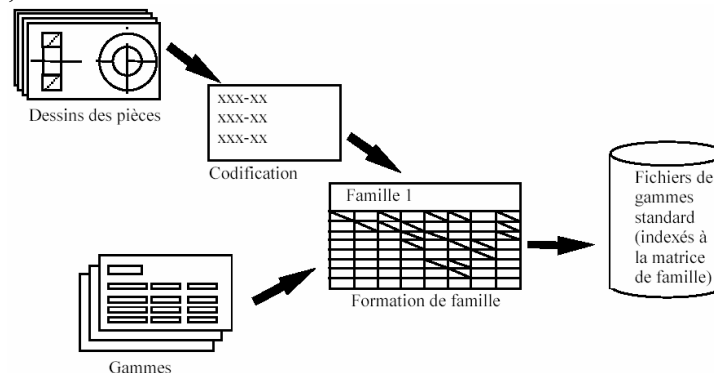 Dessins des pièces
xxx-xx
xxx-xx
xxx-xx
Codification
Famille 1
Formation de famille
Gammes
Fichiers de
gammes
standard
(indexés à
la matrice
de famille)